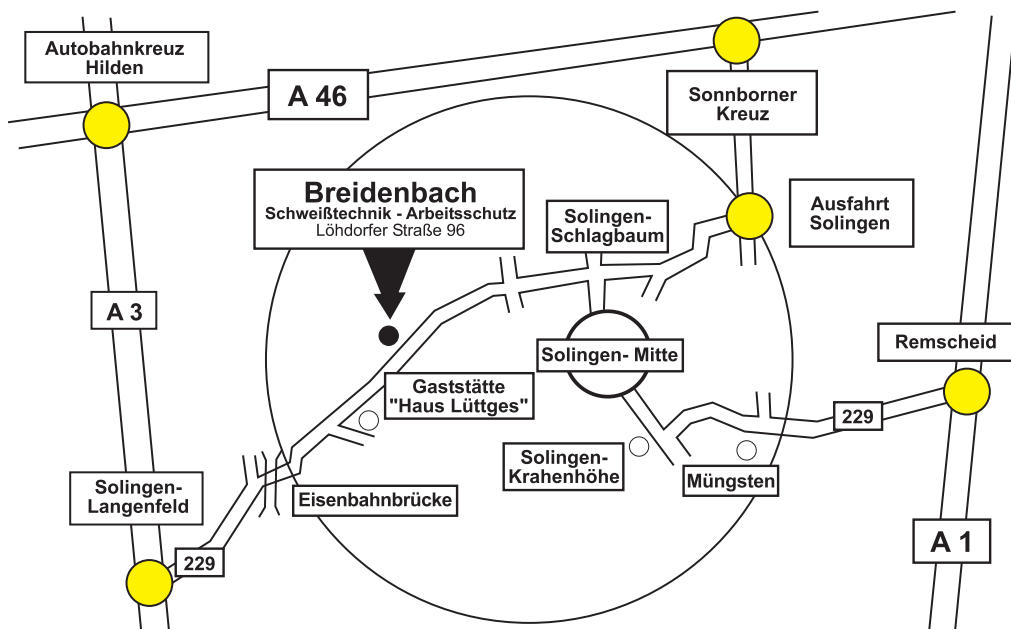 Autobahnkreuz
Hilden
A 46
Sonnborner
Kreuz
Breidenbach
Schweißtechnik - Arbeitsschutz
Löhdorfer Straße 96
Solingen-
Schlagbaum
Ausfahrt
Solingen
A 3
Solingen- Mitte
Remscheid
Gaststätte
"Haus Lüttges"
229
Solingen-
Krahenhöhe
Müngsten
Solingen-
Langenfeld
Eisenbahnbrücke
A 1
229